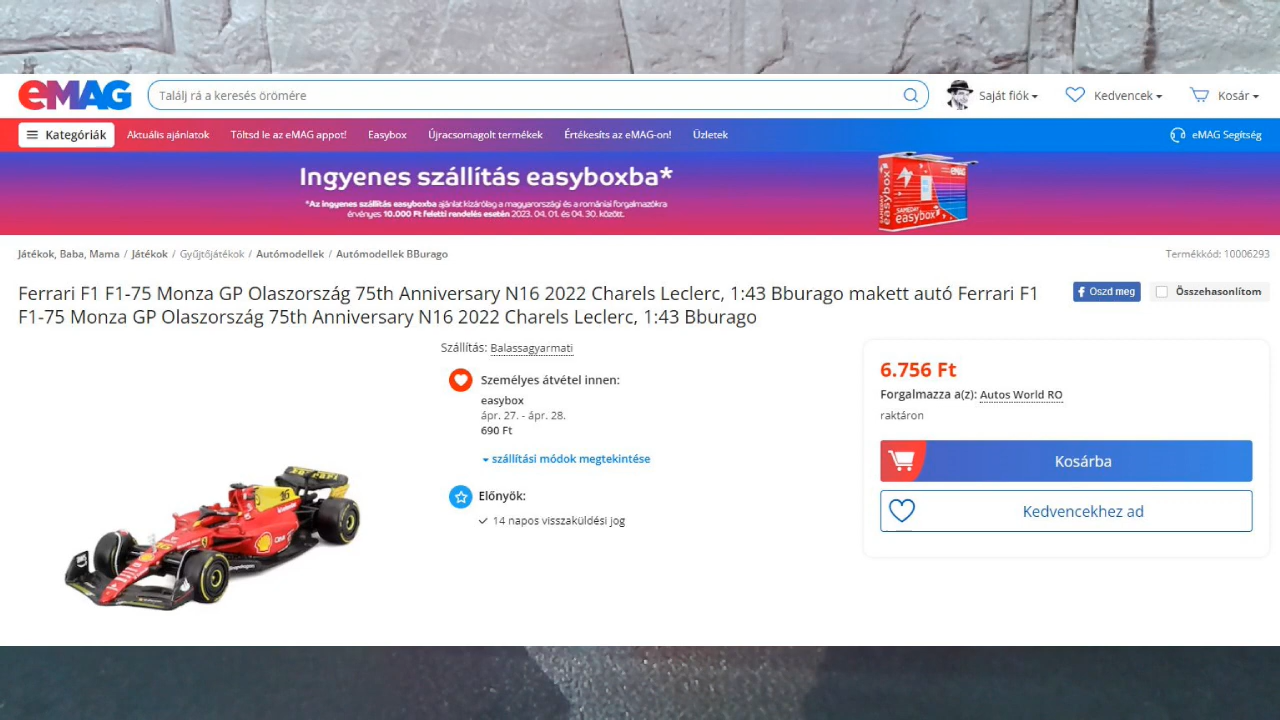 eMAG
Találj rá a keresés örömére
Saját fiók
Kedvencek
Kosár
Kategóriák
Aktuális ajánlatok
Töltsd le az eMAG appot!
Easybox
Újracsomagolt termékek
Értékesíts az eMAG-on!
Üzletek
eMAG Segítség
Ingyenes szállítás easyboxba*
*Az ingyenes szállítás easyboxba ajánlat kizárólag a magyarországi és a romániai forgalmazókra
érvényes 10.000 Ft feletti rendelés esetén 2023. 04. 01. és 04. 30. között.
easybox
eMAG
SAMEDAY
easybox
Játékok, Baba, Mama / Játékok / Gyűjtőjátékok / Autómodellek / Autómodellek BBurago
Termékkód: 10006293
Ferrari F1 F1-75 Monza GP Olaszország 75th Anniversary N16 2022 Charels Leclerc, 1:43 Bburago makett autó Ferrari F1
F1-75 Monza GP Olaszország 75th Anniversary N16 2022 Charels Leclerc, 1:43 Bburago
Oszd meg
Összehasonlítom
Szállítás: Balassagyarmati
Személyes átvétel innen:
easybox
ápr. 27. - ápr. 28.
690 Ft
szállítási módok megtekintése
Előnyök:
14 napos visszaküldési jog
6.756 Ft
Forgalmazza a(z): Autos World RO
raktáron
Kosárba
Kedvencekhez ad
Ferrari
16